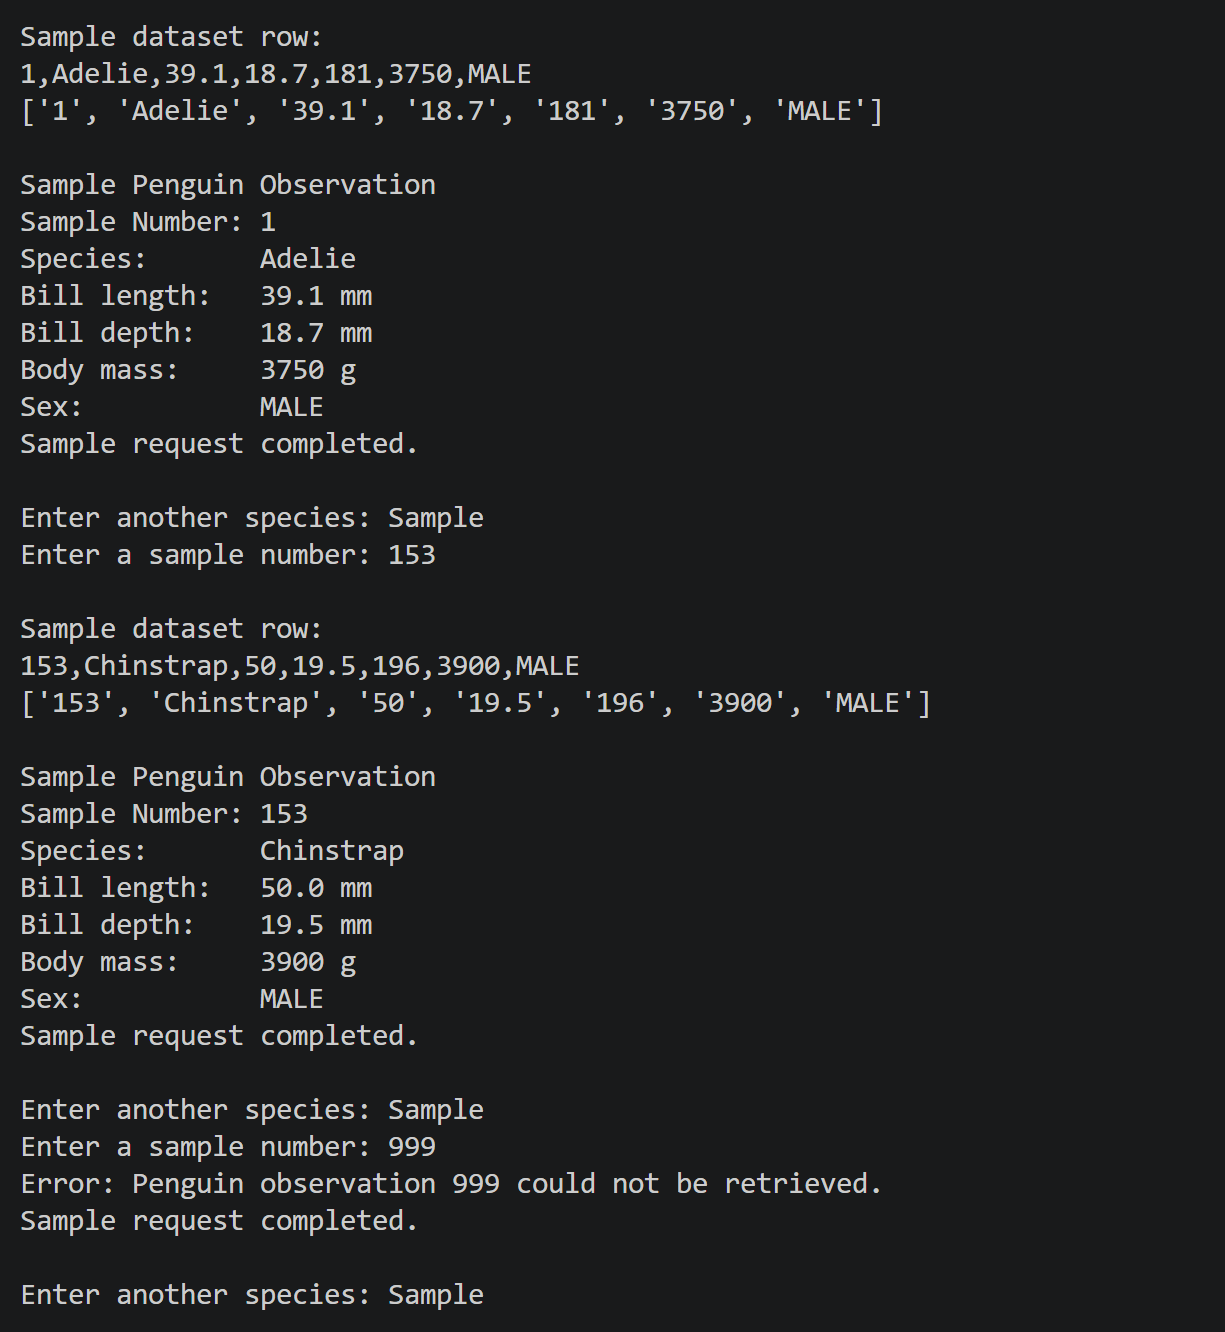 Sample dataset row:
1,Adelie,39.1,18.7,181,3750,MALE
['1', 'Adelie', '39.1', '18.7', '181', '3750', 'MALE']
Sample Penguin Observation
Sample Number: 1
Species:       Adelie
Bill length:   39.1 mm
Bill depth:    18.7 mm
Body mass:     3750 g
Sex:           MALE
Sample request completed.
Enter another species: Sample
Enter a sample number: 153
Sample dataset row:
153,Chinstrap,50,19.5,196,3900,MALE
['153', 'Chinstrap', '50', '19.5', '196', '3900', 'MALE']
Sample Penguin Observation
Sample Number: 153
Species:       Chinstrap
Bill length:   50.0 mm
Bill depth:    19.5 mm
Body mass:     3900 g
Sex:           MALE
Sample request completed.
Enter another species: Sample
Enter a sample number: 999
Error: Penguin observation 999 could not be retrieved.
Sample request completed.
Enter another species: Sample